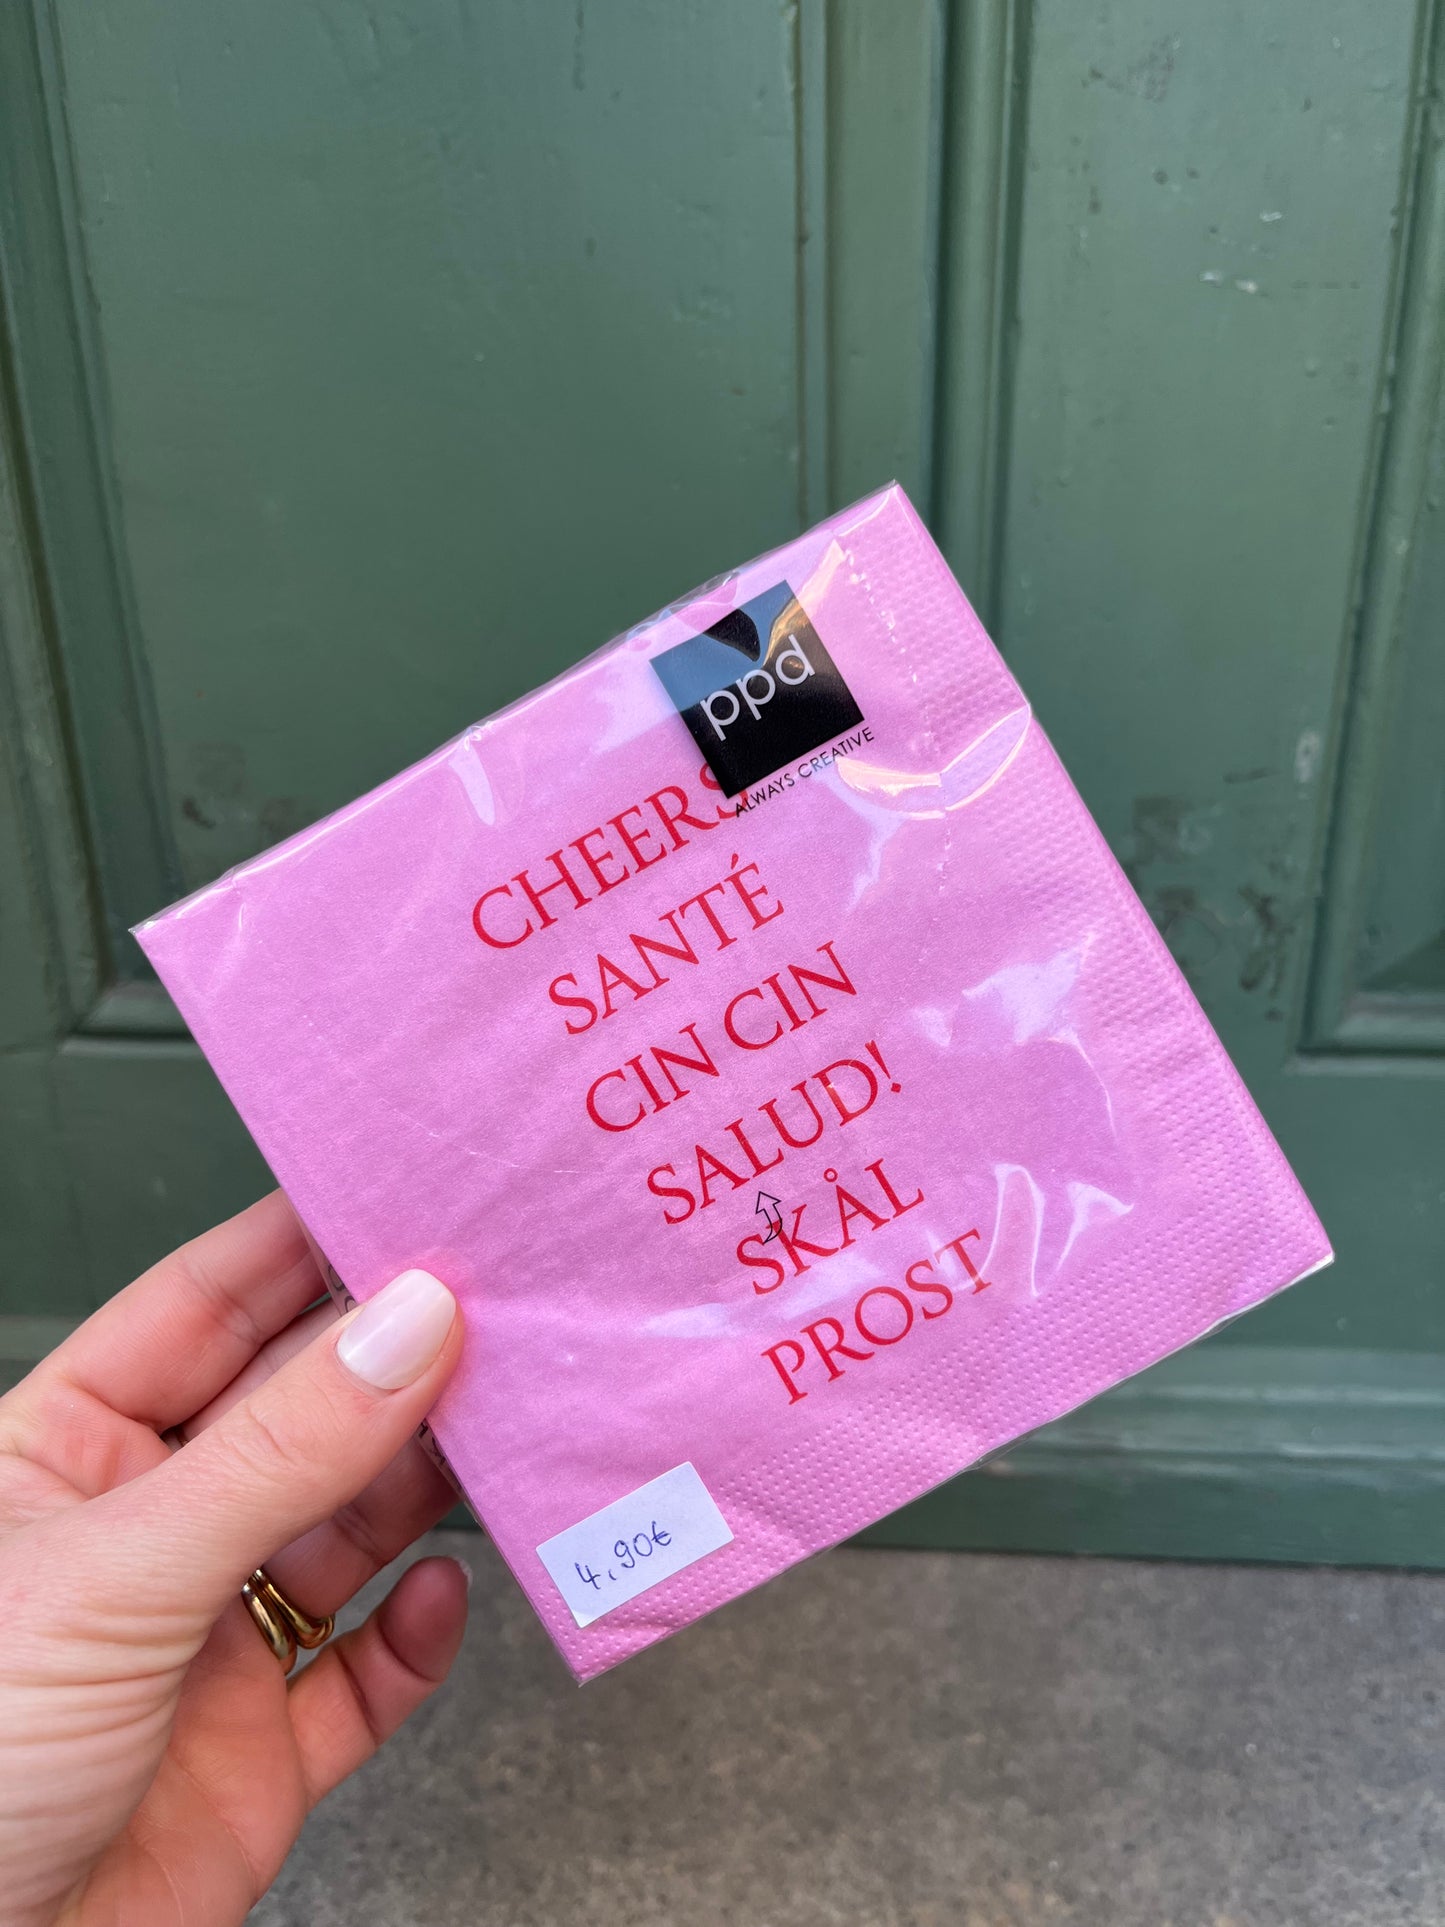 ppd
ALWAYS CREATIVE
CHEERS
SANTÉ
CIN CIN
SALUD!
SKÅL
PROST
4,90€